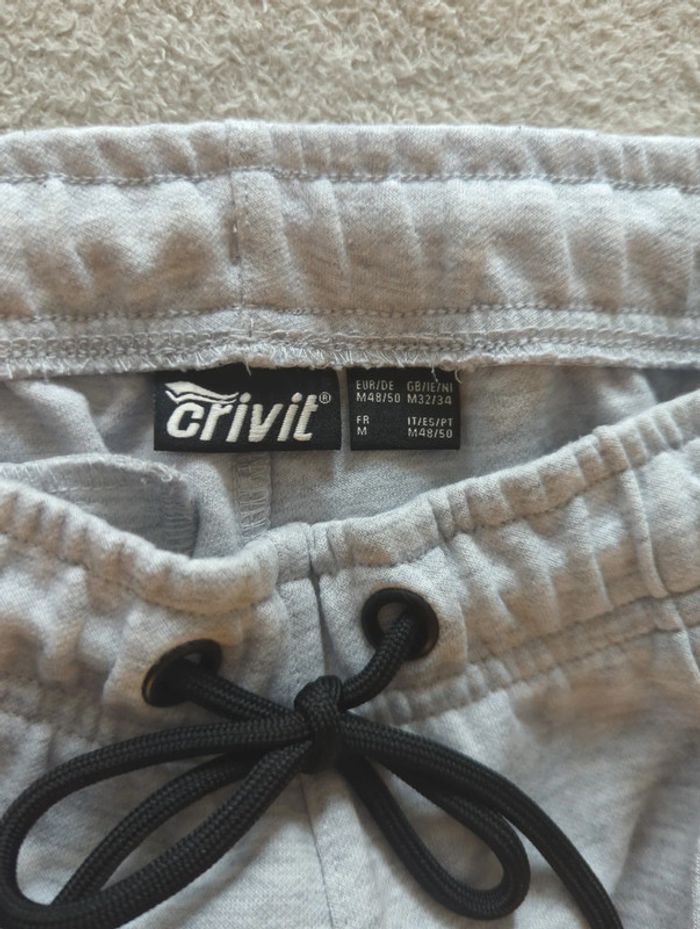 crivit®
EUR/DE GB/IE/NI
M48/50 M32/34
FR IT/ES/PT
M M48/50